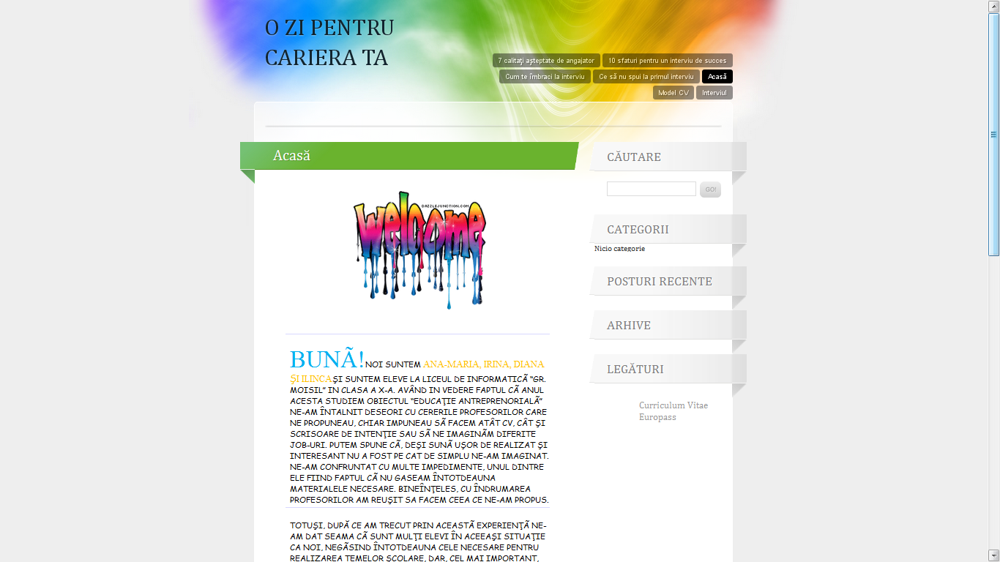 O ZI PENTRU
CARIERA TA
7 calitați așteptate de angajator
10 sfaturi pentru un interviu de succes
Cum te îmbraci la interviu
Ce să nu spui la primul interviu
Acasă
Model CV
Interviul
Acasă
DAZZLEJUNCTION.COM
welcome
BUNÃ!NOI SUNTEM ANA-MARIA, IRINA, DIANA
ŞI ILINCAŞI SUNTEM ELEVE LA LICEUL DE INFORMATICÃ “GR.
MOISIL” IN CLASA A X-A. AVÂND IN VEDERE FAPTUL CÃ ANUL
ACESTA STUDIEM OBIECTUL “EDUCAŢIE ANTREPRENORIALÔ
NE-AM ÎNTALNIT DESEORI CU CERERILE PROFESORILOR CARE
NE PROPUNEAU, CHIAR IMPUNEAU SÃ FACEM ATÂT CV, CÂT ŞI
SCRISOARE DE INTENŢIE SAU SÃ NE IMAGINÃM DIFERITE
JOB-URI. PUTEM SPUNE CÃ, DEŞI SUNÃ UŞOR DE REALIZAT ŞI
INTERESANT NU A FOST PE CAT DE SIMPLU NE-AM IMAGINAT.
NE-AM CONFRUNTAT CU MULTE IMPEDIMENTE, UNUL DINTRE
ELE FIIND FAPTUL CÃ NU GASEAM ÎNTOTDEAUNA
MATERIALELE NECESARE. BINEÎNŢELES, CU ÎNDRUMAREA
PROFESORILOR AM REUŞIT SA FACEM CEEA CE NE-AM PROPUS.
TOTUŞI, DUPĂ CE AM TRECUT PRIN ACEASTÃ EXPERIENŢÃ NE-
AM DAT SEAMA CÃ SUNT MULŢI ELEVI ÎN ACEEAŞI SITUAŢIE
CA NOI, NEGÃSIND ÎNTOTDEAUNA CELE NECESARE PENTRU
REALIZAREA TEMELOR ŞCOLARE, DAR, CEL MAI IMPORTANT,
CĂUTARE
GO!
CATEGORII
Nicio categorie
POSTURI RECENTE
ARHIVE
LEGĂTURI
Curriculum Vitae
Europass